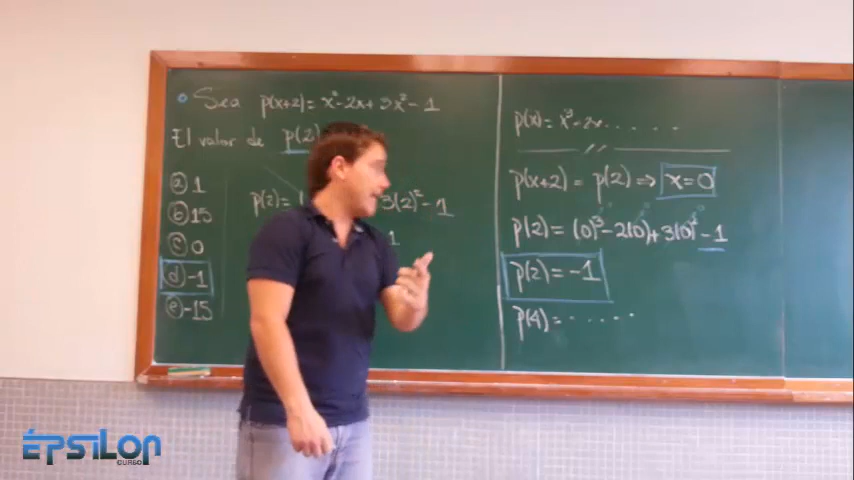 Sea p(x+2) = x³-2x+3x²-1
El valor de p(2)
a) 1
b) 15
c) 0
d) -1
e) -15
p(2) = ( 3(2)²-1
1
p(x) = x³-2x......
p(x+2) = p(2) => x=0
p(2) = (0)³-2(0)+3(0)²-1
p(2) = -1
p(4) = ......
EPSILON
CURSO